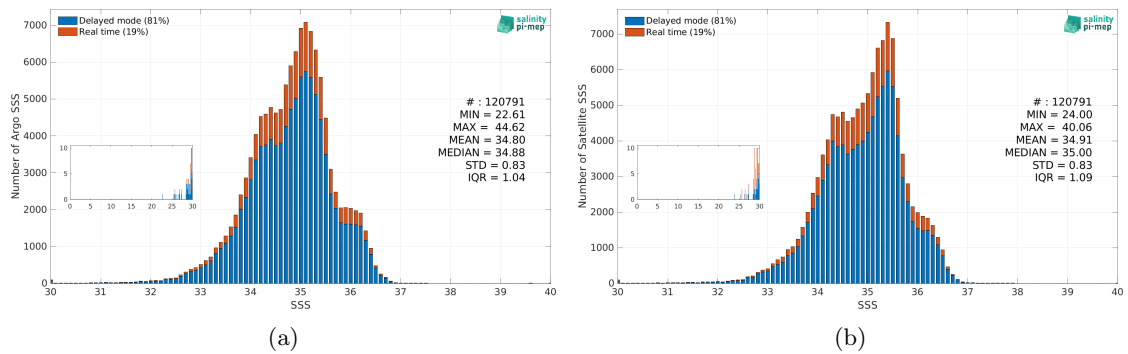 Delayed mode (81%)
Real time (19%)
salinity
pi-mep
7000
6000
5000
4000
3000
2000
1000
0
Number of Argo SSS
# : 120791
MIN = 22.61
MAX = 44.62
MEAN = 34.80
MEDIAN = 34.88
STD = 0.83
IQR = 1.04
10
5
0
0 5 10 15 20 25 30
30 31 32 33 34 35 36 37 38 39 40
SSS
(a)
Delayed mode (81%)
Real time (19%)
salinity
pi-mep
7000
6000
5000
4000
3000
2000
1000
0
Number of Satellite SSS
# : 120791
MIN = 24.00
MAX = 40.06
MEAN = 34.91
MEDIAN = 35.00
STD = 0.83
IQR = 1.09
10
5
0
0 5 10 15 20 25 30
30 31 32 33 34 35 36 37 38 39 40
SSS
(b)